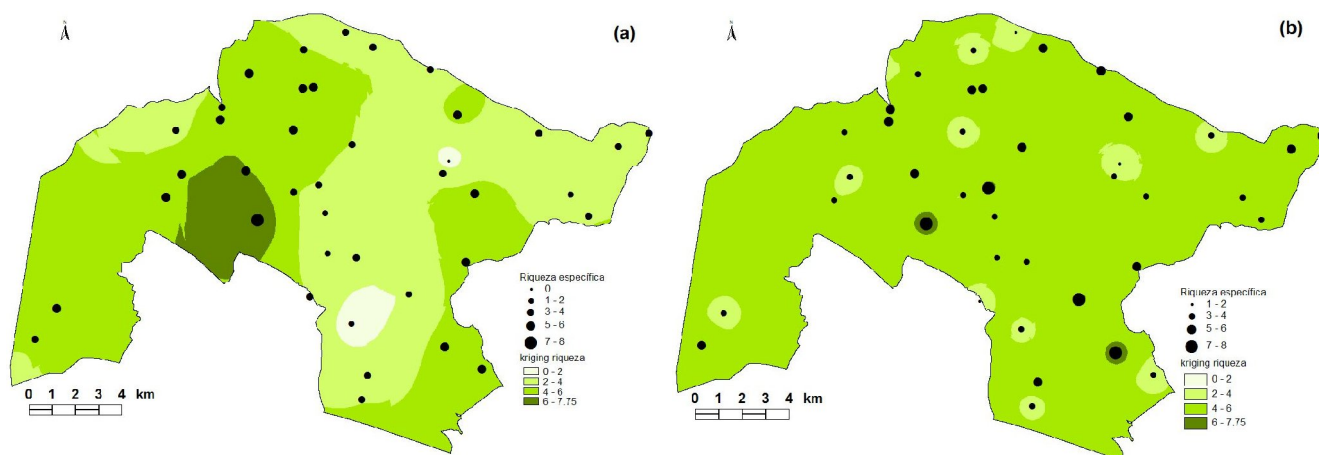 (a)
Riqueza específica
0
1 - 2
3 - 4
5 - 6
7 - 8
kriging riqueza
0 - 2
2 - 4
4 - 6
6 - 7.75
0 1 2 3 4 km
(b)
Riqueza específica
1 - 2
3 - 4
5 - 6
7 - 8
kriging riqueza
0 - 2
2 - 4
4 - 6
6 - 7.75
0 1 2 3 4 km